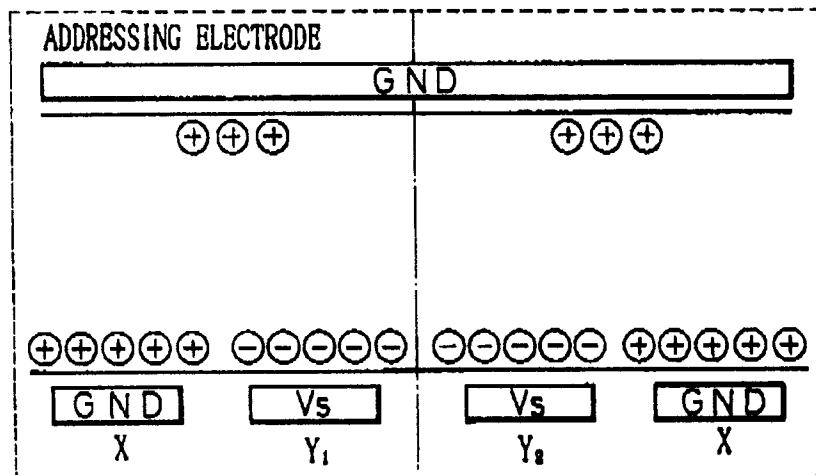 ADDRESSING ELECTRODE
GND
+++ +++
+++++ −−−−− −−−−− +++++
GND Vs Vs GND
X Y₁ Y₂ X